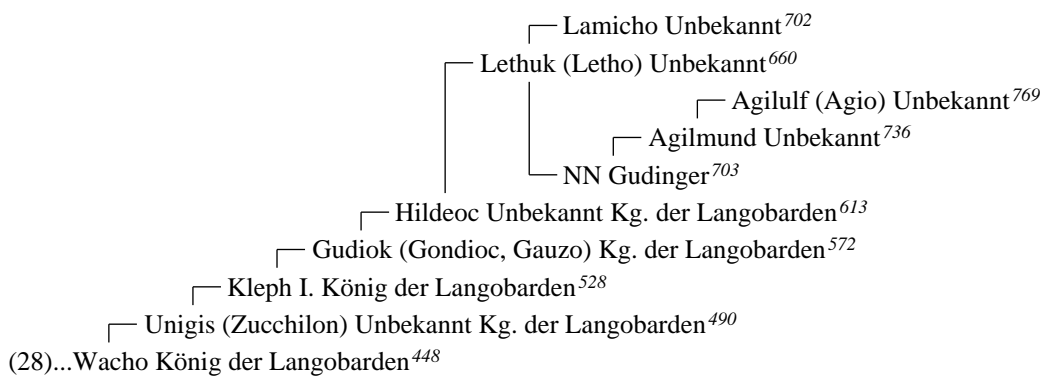 Lamicho Unbekannt702
Lethuk (Letho) Unbekannt660
Agilulf (Agio) Unbekannt769
Agilmund Unbekannt736
NN Gudinger703
Hildeoc Unbekannt Kg. der Langobarden613
Gudiok (Gondioc, Gauzo) Kg. der Langobarden572
Kleph I. König der Langobarden528
Unigis (Zucchilon) Unbekannt Kg. der Langobarden490
(28)...Wacho König der Langobarden448